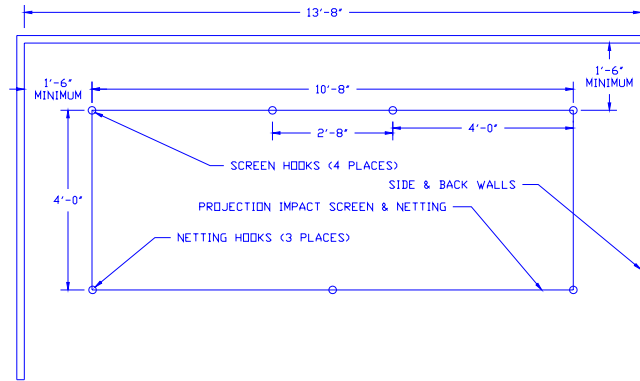 13'-8"
1'-6"
MINIMUM
10'-8"
1'-6"
MINIMUM
2'-8"
4'-0"
SCREEN HOOKS (4 PLACES)
SIDE & BACK WALLS
4'-0"
PROJECTION IMPACT SCREEN & NETTING
NETTING HOOKS (3 PLACES)